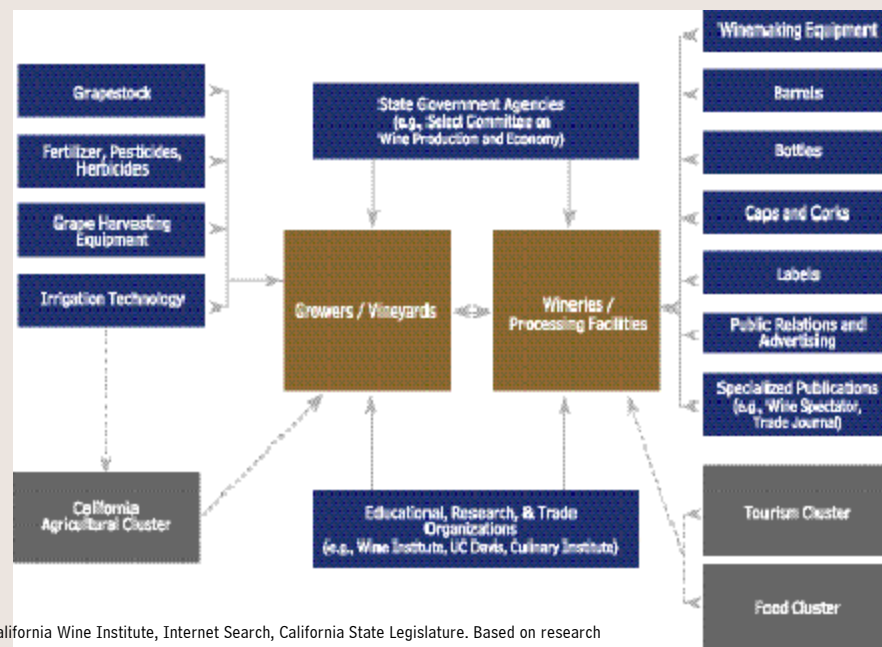 Grapestock
Fertilizer, Pesticides,
Herbicides
Grape Harvesting
Equipment
Irrigation Technology
California
Agricultural Cluster
State Government Agencies
(e.g., Select Committee on
Wine Production and Economy)
Growers / Vineyards
Wineries /
Processing Facilities
Educational, Research, & Trade
Organizations
(e.g., Wine Institute, UC Davis, Culinary Institute)
Winemaking Equipment
Barrels
Bottles
Caps and Corks
Labels
Public Relations and
Advertising
Specialized Publications
(e.g., Wine Spectator,
Trade Journal)
Tourism Cluster
Food Cluster
alifornia Wine Institute, Internet Search, California State Legislature. Based on research